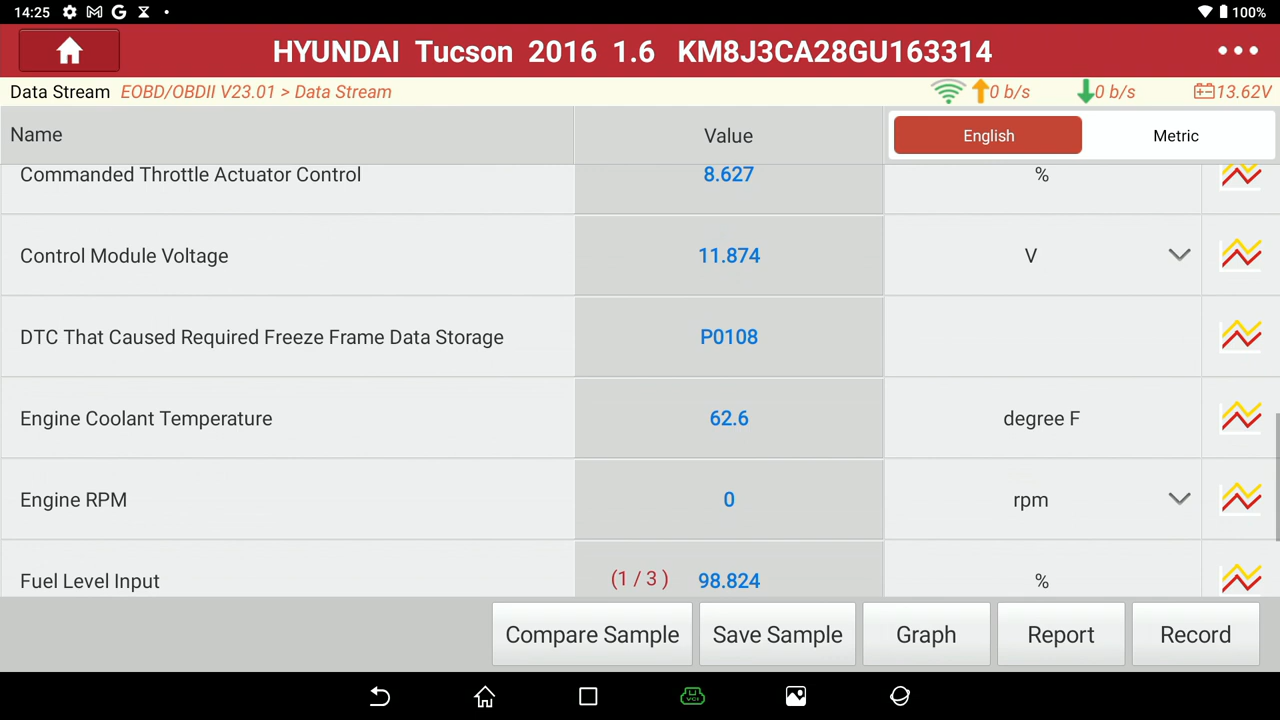 14:25 100%
HYUNDAI Tucson 2016 1.6 KM8J3CA28GU163314
Data Stream EOBD/OBDII V23.01 > Data Stream 0 b/s 0 b/s 13.62V
Name Value English Metric
Commanded Throttle Actuator Control 8.627 %
Control Module Voltage 11.874 V
DTC That Caused Required Freeze Frame Data Storage P0108
Engine Coolant Temperature 62.6 degree F
Engine RPM 0 rpm
Fuel Level Input (1 / 3 ) 98.824 %
Compare Sample Save Sample Graph Report Record
VCI